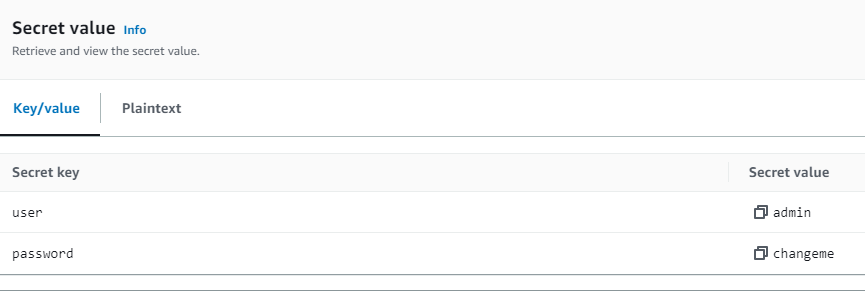 Secret value Info
Retrieve and view the secret value.
Key/value Plaintext
Secret key Secret value
user admin
password changeme